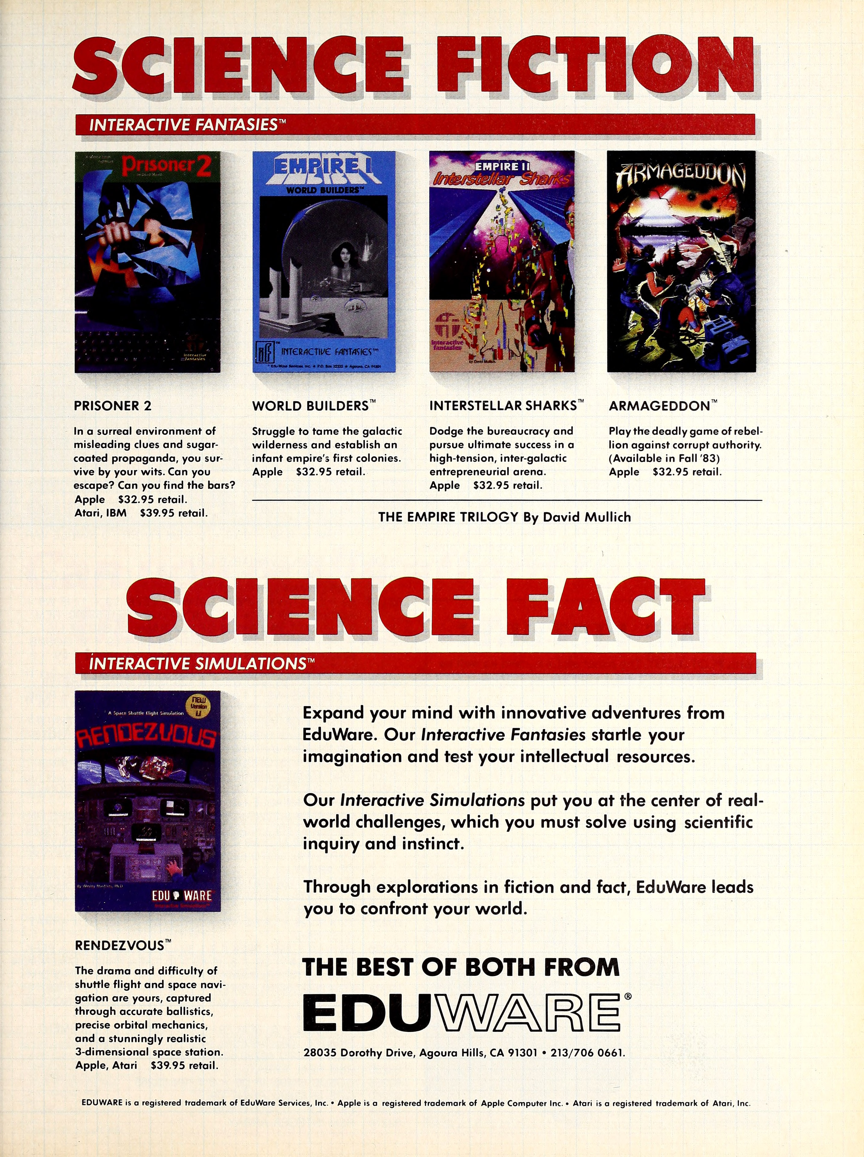 SCIENCE FICTION
INTERACTIVE FANTASIES™
Prisoner 2
Interactive
Fantasies
EMPIRE I
WORLD BUILDERS™
INTERACTIVE FANTASIES™
EMPIRE II
Interstellar Sharks
Interactive
Fantasies
by David Mullich
ARMAGEDDON
PRISONER 2
In a surreal environment of
misleading clues and sugar-
coated propaganda, you sur-
vive by your wits. Can you
escape? Can you find the bars?
Apple $32.95 retail.
Atari, IBM $39.95 retail.
WORLD BUILDERS™
Struggle to tame the galactic
wilderness and establish an
infant empire's first colonies.
Apple $32.95 retail.
INTERSTELLAR SHARKS™
Dodge the bureaucracy and
pursue ultimate success in a
high-tension, inter-galactic
entrepreneurial arena.
Apple $32.95 retail.
ARMAGEDDON™
Play the deadly game of rebel-
lion against corrupt authority.
(Available in Fall '83)
Apple $32.95 retail.
THE EMPIRE TRILOGY By David Mullich
SCIENCE FACT
INTERACTIVE SIMULATIONS™
NEW
Version
A Space Shuttle Flight Simulation
RENDEZVOUS
EDU WARE
RENDEZVOUS™
The drama and difficulty of
shuttle flight and space navi-
gation are yours, captured
through accurate ballistics,
precise orbital mechanics,
and a stunningly realistic
3-dimensional space station.
Apple, Atari $39.95 retail.
Expand your mind with innovative adventures from
EduWare. Our Interactive Fantasies startle your
imagination and test your intellectual resources.
Our Interactive Simulations put you at the center of real-
world challenges, which you must solve using scientific
inquiry and instinct.
Through explorations in fiction and fact, EduWare leads
you to confront your world.
THE BEST OF BOTH FROM
EDUWARE®
28035 Dorothy Drive, Agoura Hills, CA 91301 • 213/706 0661.
EDUWARE is a registered trademark of EduWare Services, Inc. • Apple is a registered trademark of Apple Computer Inc. • Atari is a registered trademark of Atari, Inc.